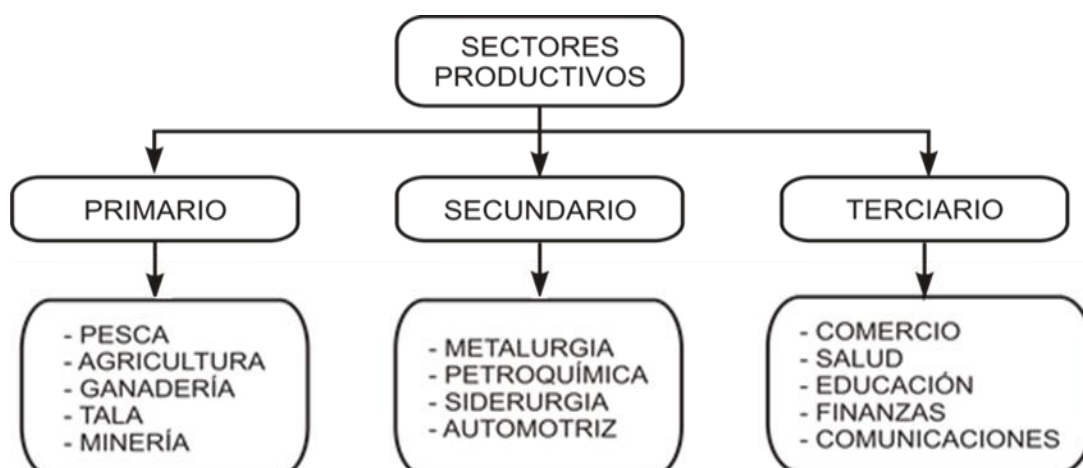 SECTORES
PRODUCTIVOS
PRIMARIO
SECUNDARIO
TERCIARIO
- PESCA
- AGRICULTURA
- GANADERÍA
- TALA
- MINERÍA
- METALURGIA
- PETROQUÍMICA
- SIDERURGIA
- AUTOMOTRIZ
- COMERCIO
- SALUD
- EDUCACIÓN
- FINANZAS
- COMUNICACIONES